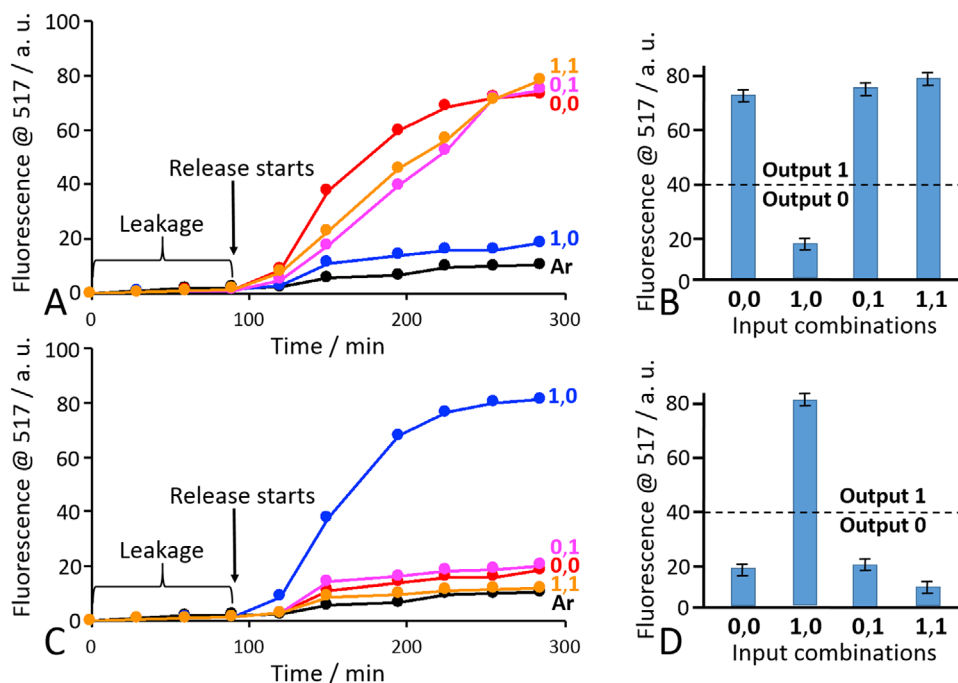 Fluorescence @ 517 / a. u.
100
80
60
40
20
0
Release starts
Leakage
1,1
0,1
0,0
1,0
Ar
A
0
100
200
300
Time / min
Fluorescence @ 517 / a. u.
80
60
40
20
0
Output 1
Output 0
B
0,0 1,0 0,1 1,1
Input combinations
Fluorescence @ 517 / a. u.
100
80
60
40
20
0
Release starts
Leakage
1,0
0,1
0,0
1,1
Ar
C
0
100
200
300
Time / min
Fluorescence @ 517 / a. u.
80
60
40
20
0
Output 1
Output 0
D
0,0 1,0 0,1 1,1
Input combinations